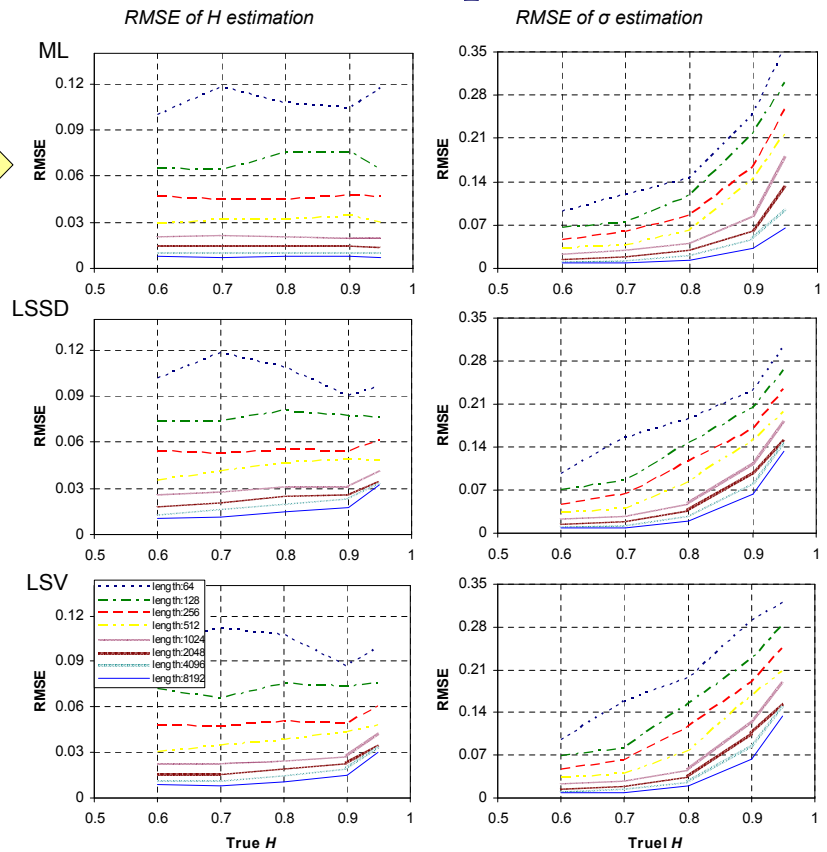 RMSE of H estimation
RMSE of σ estimation
ML
RMSE
0.12
0.09
0.06
0.03
0
0.5 0.6 0.7 0.8 0.9 1
RMSE
0.35
0.28
0.21
0.14
0.07
0
0.5 0.6 0.7 0.8 0.9 1
LSSD
RMSE
0.12
0.09
0.06
0.03
0
0.5 0.6 0.7 0.8 0.9 1
RMSE
0.35
0.28
0.21
0.14
0.07
0
0.5 0.6 0.7 0.8 0.9 1
LSV
RMSE
0.12
0.09
0.06
0.03
0
length:64
length:128
length:256
length:512
length:1024
length:2048
length:4096
length:8192
0.5 0.6 0.7 0.8 0.9 1
True H
RMSE
0.35
0.28
0.21
0.14
0.07
0
0.5 0.6 0.7 0.8 0.9 1
Truel H